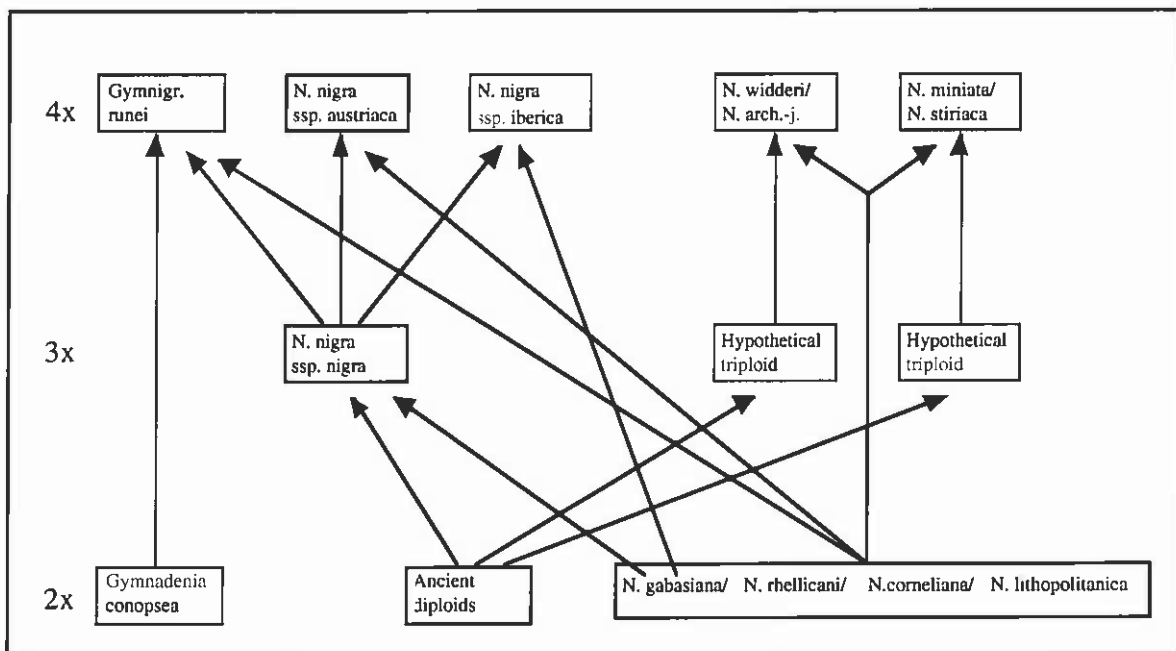 4x
Gymnigr.
runei
N. nigra
ssp. austriaca
N. nigra
ssp. iberica
N. widderi/
N. arch.-j.
N. miniata/
N. stiriaca
3x
N. nigra
ssp. nigra
Hypothetical
triploid
Hypothetical
triploid
2x
Gymnadenia
conopsea
Ancient
diploids
N. gabasiana/ N. rhellicani/ N.corneliana/ N. lithopolitanica